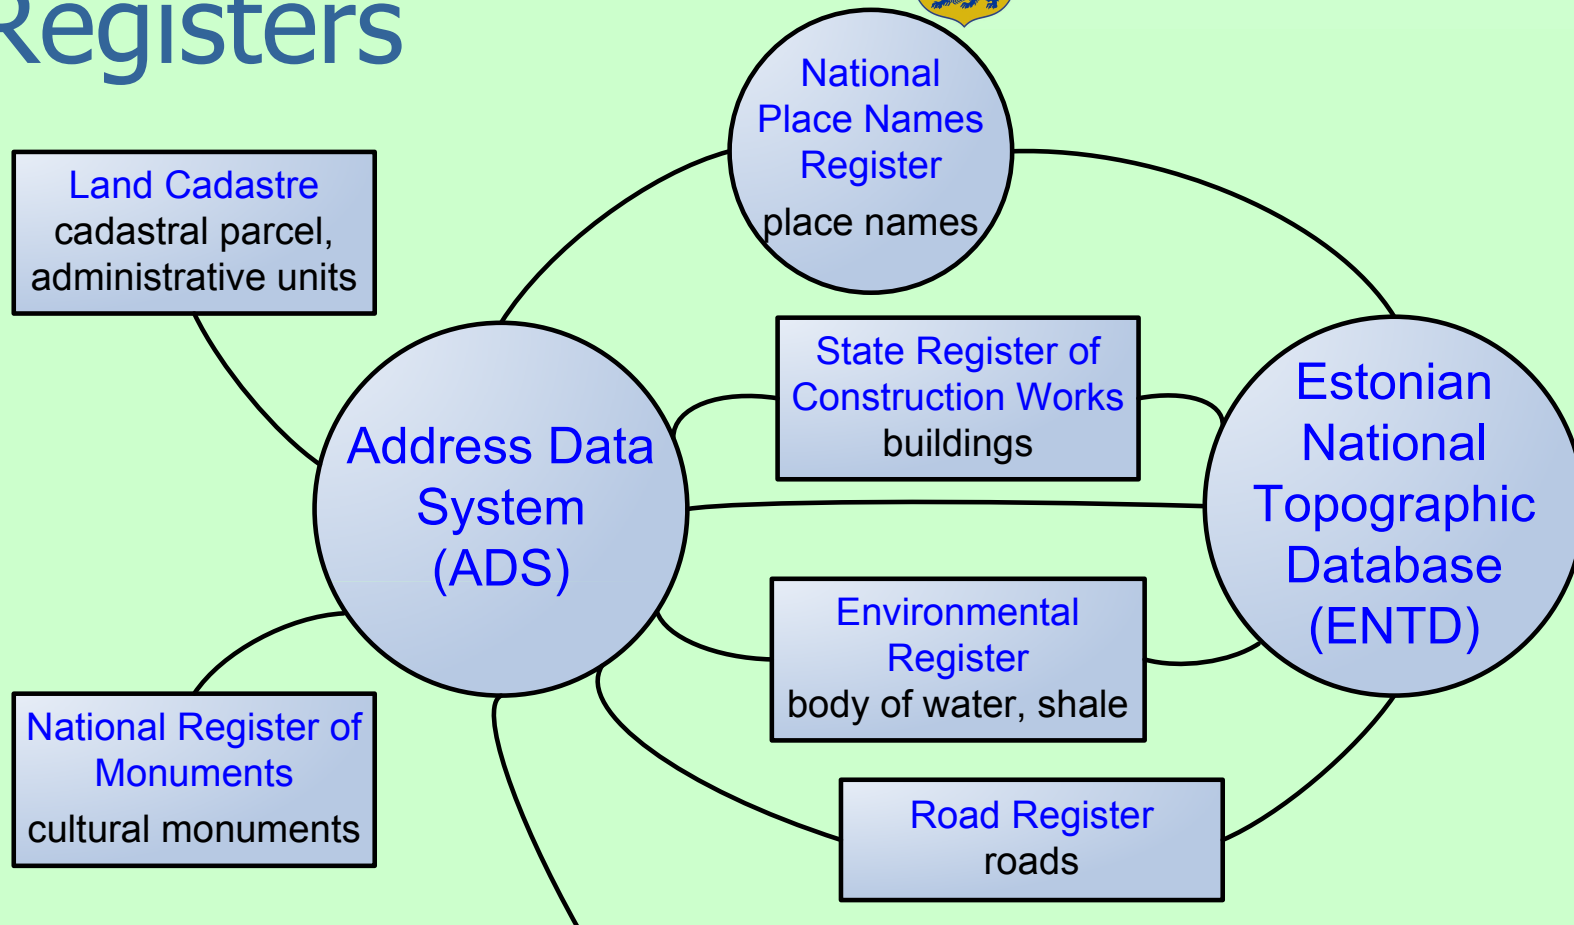 Registers
National
Place Names
Register
place names
Land Cadastre
cadastral parcel,
administrative units
State Register of
Construction Works
buildings
Estonian
National
Topographic
Database
(ENTD)
Address Data
System
(ADS)
Environmental
Register
body of water, shale
National Register of
Monuments
cultural monuments
Road Register
roads